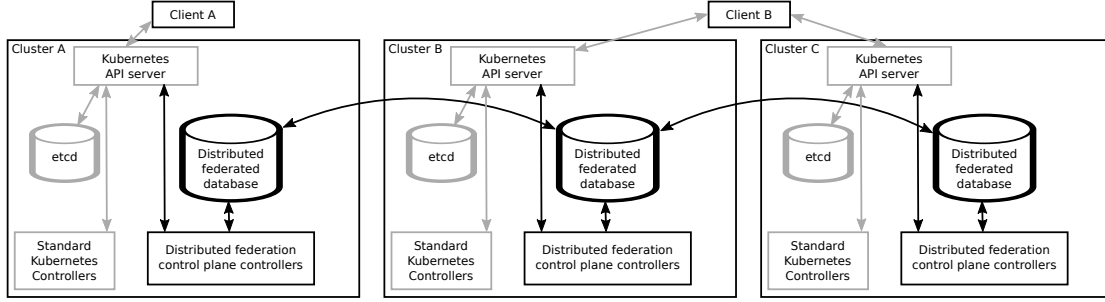 Client A
Client B
Cluster A
Kubernetes
API server
etcd
Distributed
federated
database
Standard
Kubernetes
Controllers
Distributed federation
control plane controllers
Cluster B
Kubernetes
API server
etcd
Distributed
federated
database
Standard
Kubernetes
Controllers
Distributed federation
control plane controllers
Cluster C
Kubernetes
API server
etcd
Distributed
federated
database
Standard
Kubernetes
Controllers
Distributed federation
control plane controllers